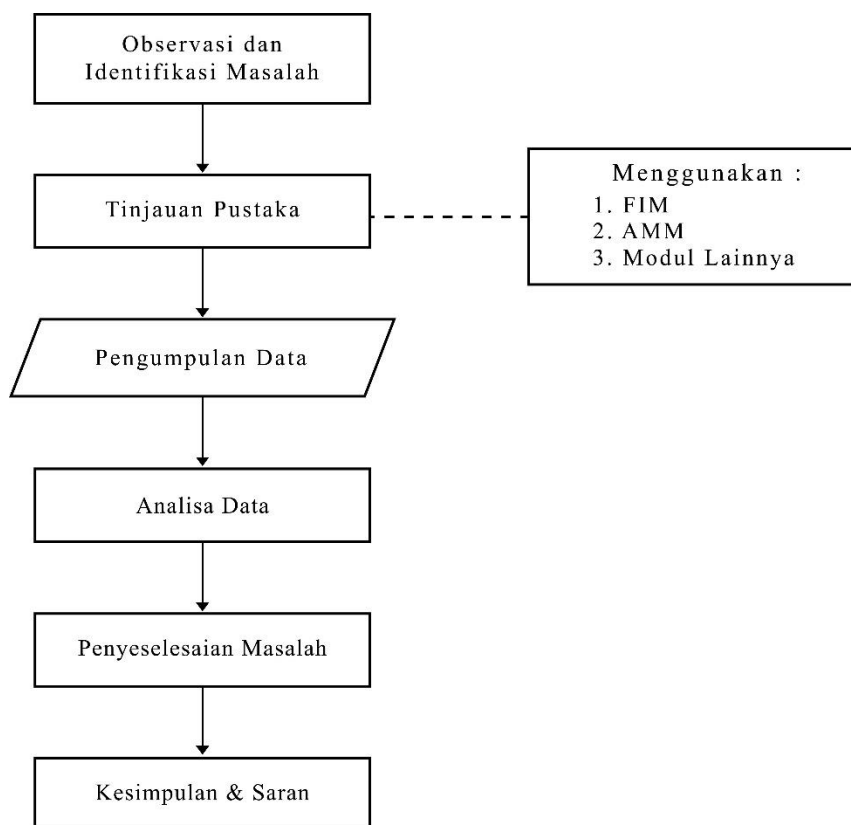 Observasi dan
Identifikasi Masalah
Tinjauan Pustaka
Menggunakan :
1. FIM
2. AMM
3. Modul Lainnya
Pengumpulan Data
Analisa Data
Penyeselesaian Masalah
Kesimpulan & Saran